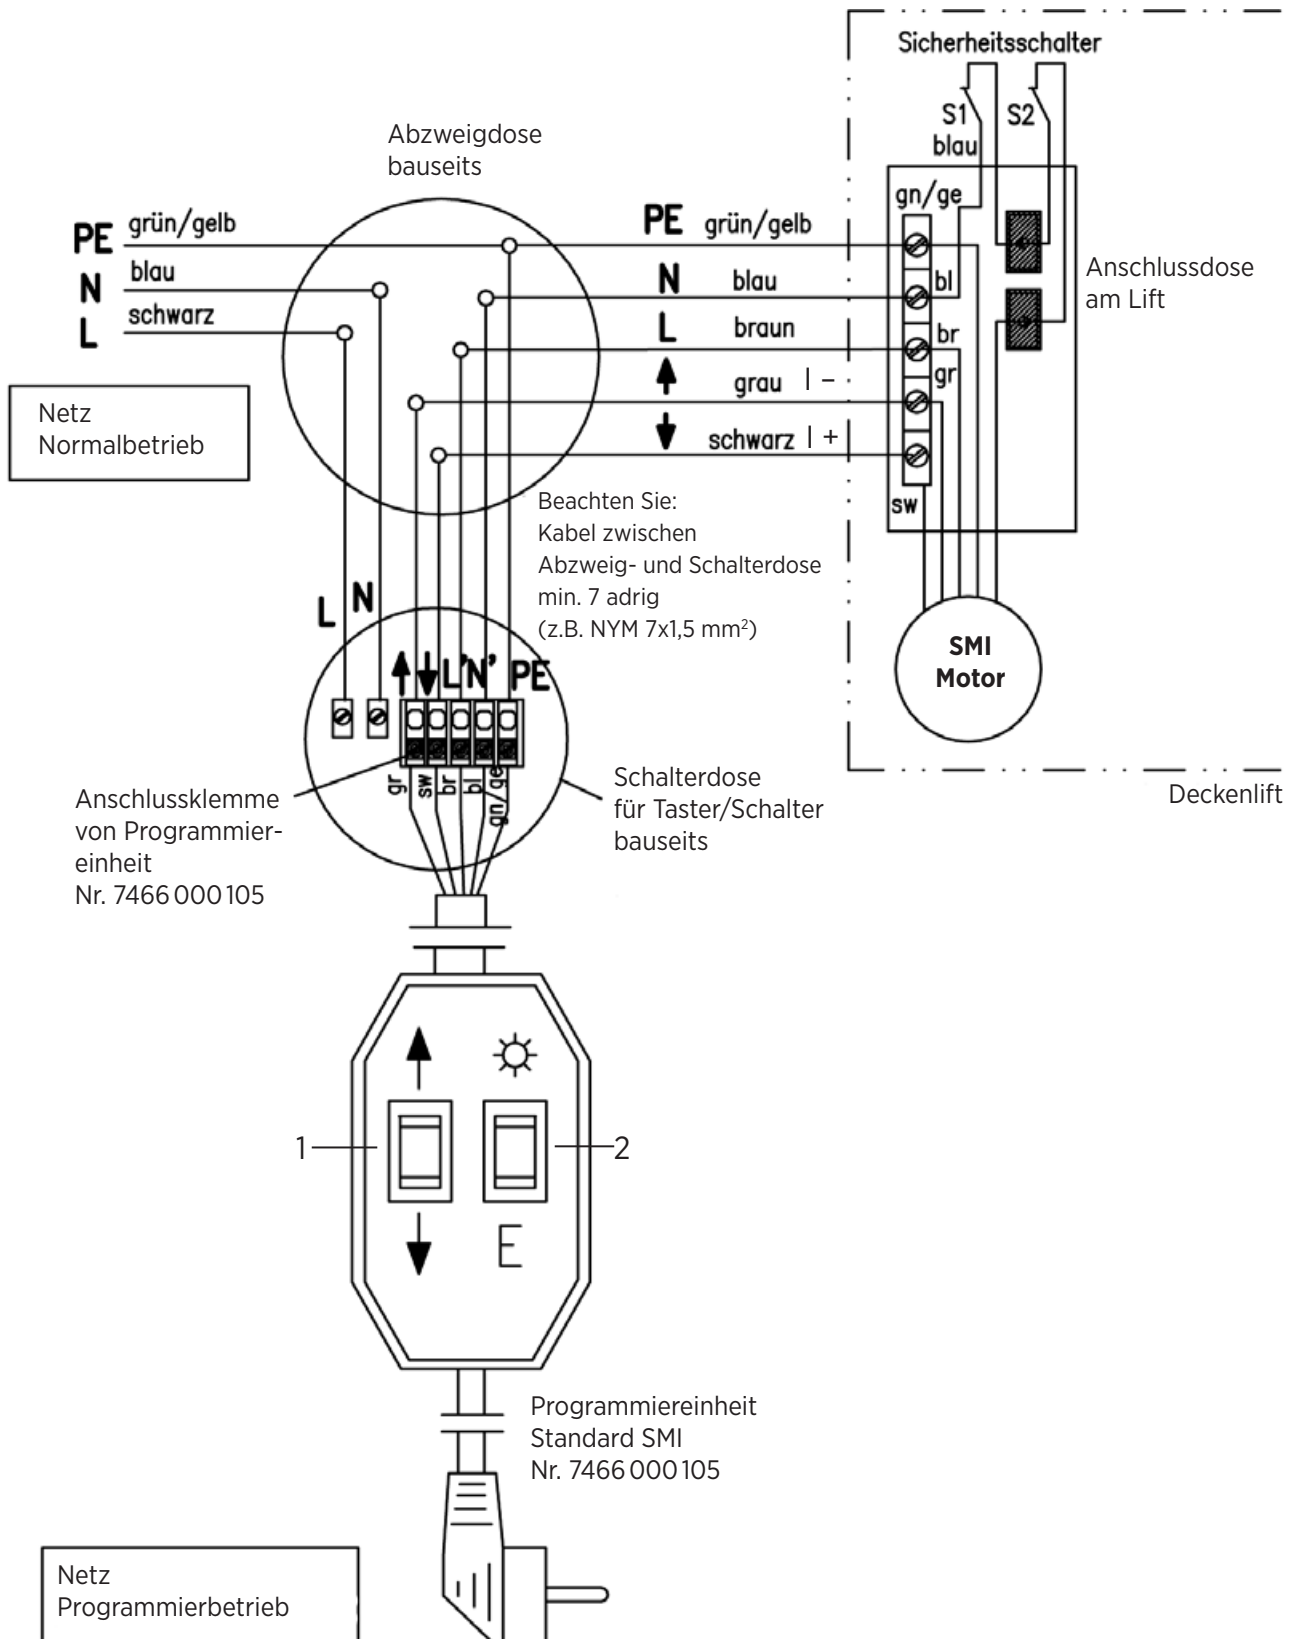 Sicherheitsschalter
S1
S2
blau
Abzweigdose
bauseits
gn/ge
PE grün/gelb
N blau
L schwarz
PE grün/gelb
N blau
L braun
grau | –
schwarz | +
bl
br
gr
sw
Anschlussdose
am Lift
Netz
Normalbetrieb
Beachten Sie:
Kabel zwischen
Abzweig- und Schalterdose
min. 7 adrig
(z.B. NYM 7x1,5 mm²)
L N
L' N' PE
SMI
Motor
gr sw br bl gn/ge
Deckenlift
Anschlussklemme
von Programmier-
einheit
Nr. 7466 000 105
Schalterdose
für Taster/Schalter
bauseits
1
2
E
Programmiereinheit
Standard SMI
Nr. 7466 000 105
Netz
Programmierbetrieb